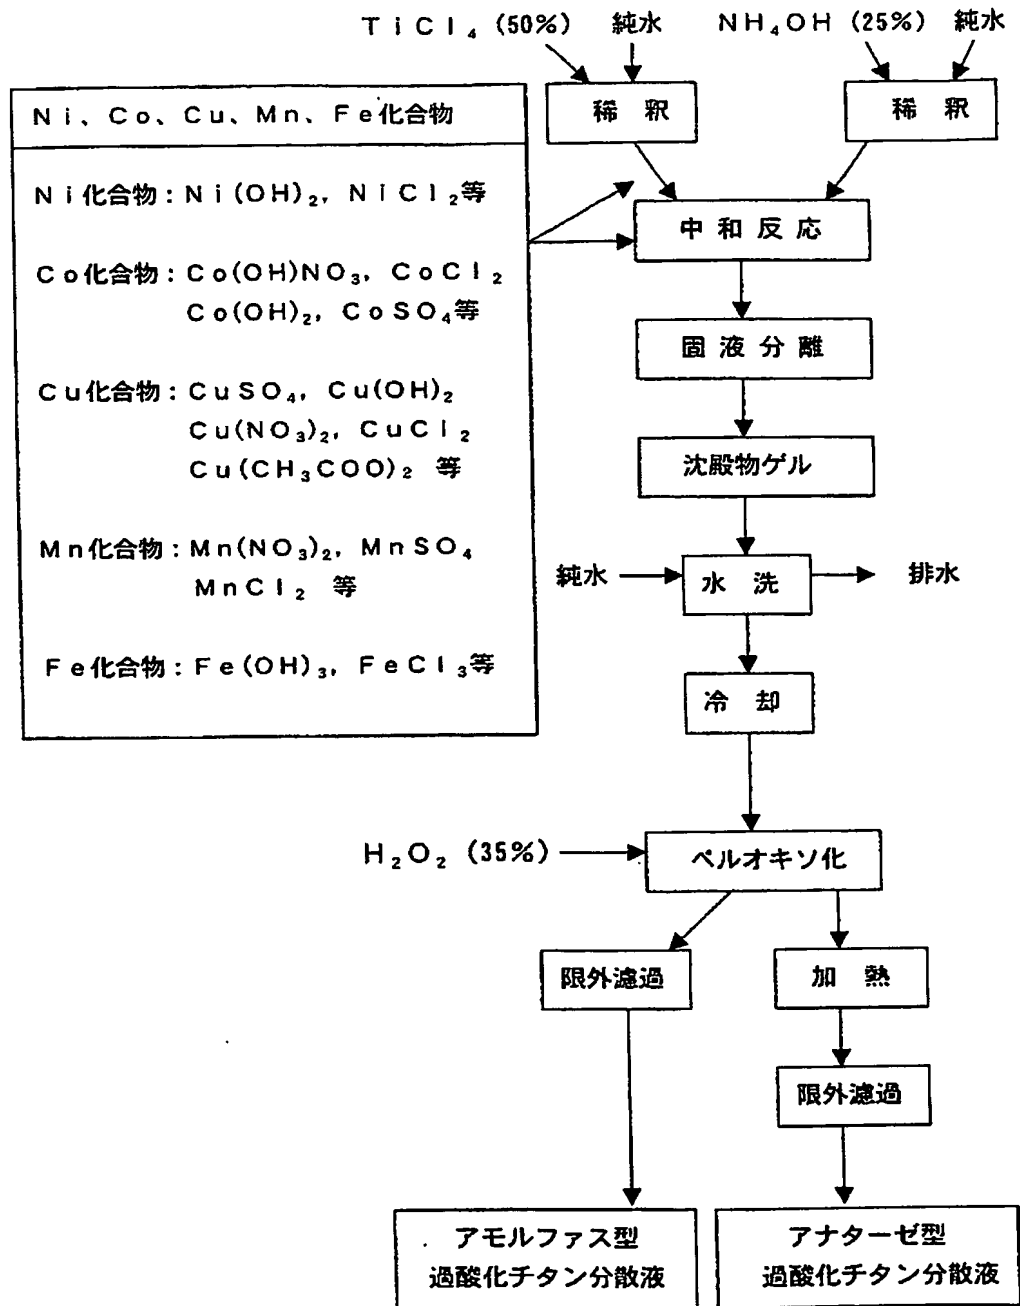 TiCl₄ (50%) 純水
NH₄OH (25%) 純水
稀釈
稀釈
Ni、Co、Cu、Mn、Fe化合物
Ni化合物:Ni(OH)₂, NiCl₂等
Co化合物:Co(OH)NO₃, CoCl₂
Co(OH)₂, CoSO₄等
Cu化合物:CuSO₄, Cu(OH)₂
Cu(NO₃)₂, CuCl₂
Cu(CH₃COO)₂ 等
Mn化合物:Mn(NO₃)₂, MnSO₄
MnCl₂ 等
Fe化合物:Fe(OH)₃, FeCl₃等
中和反応
固液分離
沈殿物ゲル
純水
水洗
排水
冷却
H₂O₂ (35%)
ペルオキソ化
限外濾過
加熱
限外濾過
アモルファス型
過酸化チタン分散液
アナターゼ型
過酸化チタン分散液